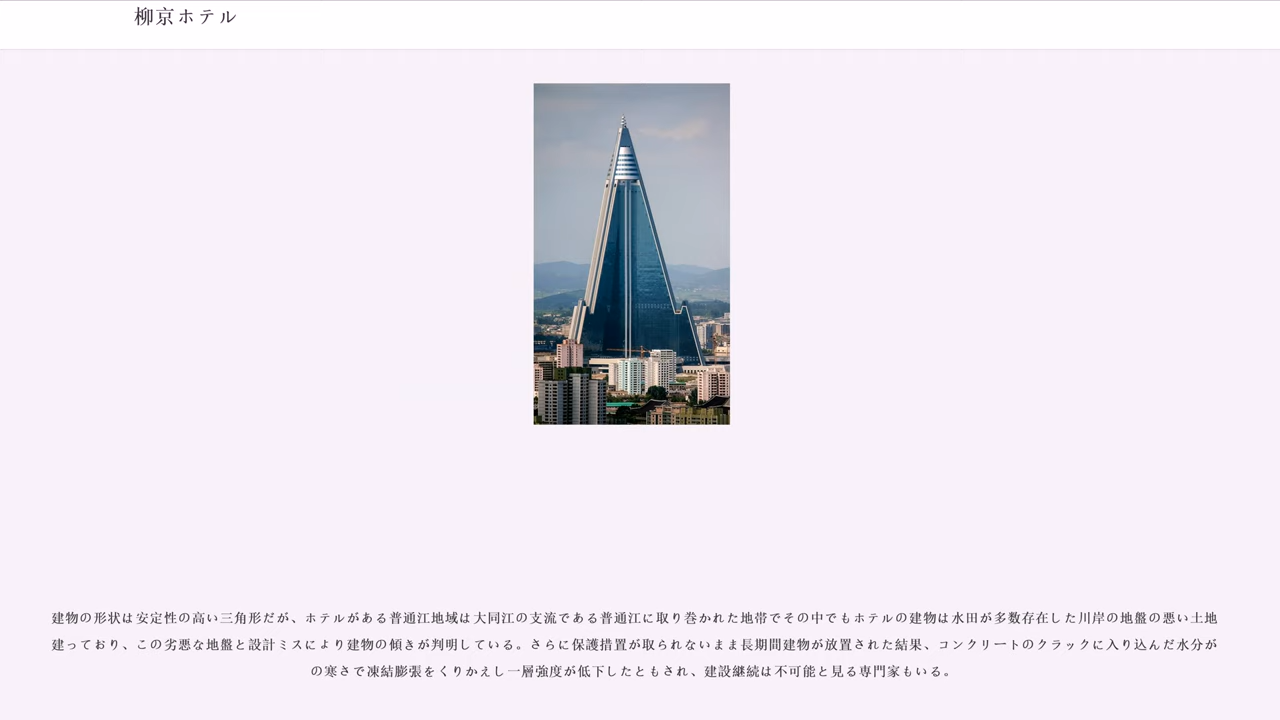 柳京ホテル
建物の形状は安定性の高い三角形だが、ホテルがある普通江地域は大同江の支流である普通江に取り巻かれた地帯でその中でもホテルの建物は水田が多数存在した川岸の地盤の悪い土地
建っており、この劣悪な地盤と設計ミスにより建物の傾きが判明している。さらに保護措置が取られないまま長期間建物が放置された結果、コンクリートのクラックに入り込んだ水分が
の寒さで凍結膨張をくりかえし一層強度が低下したともされ、建設継続は不可能と見る専門家もいる。